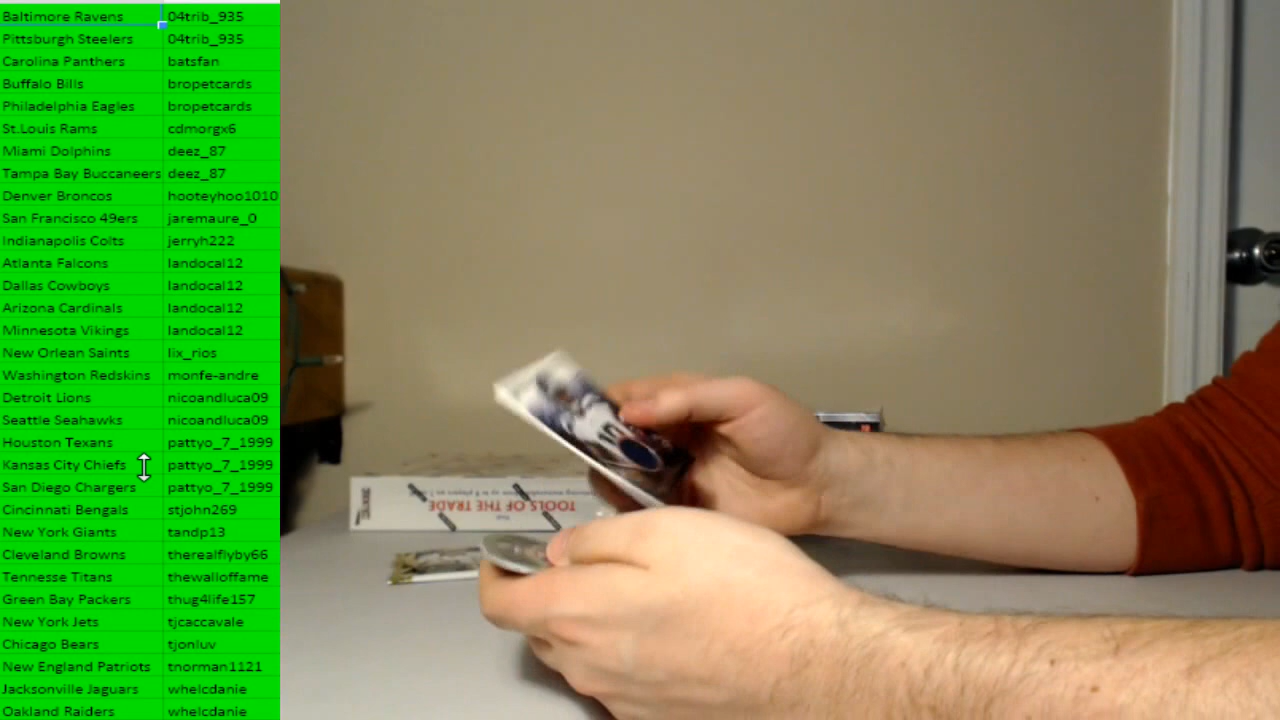 Baltimore Ravens 04trib_935
Pittsburgh Steelers 04trib_935
Carolina Panthers batsfan
Buffalo Bills bropetcards
Philadelphia Eagles bropetcards
St.Louis Rams cdmorgx6
Miami Dolphins deez_87
Tampa Bay Buccaneers deez_87
Denver Broncos hooteyhoo1010
San Francisco 49ers jaremaure_0
Indianapolis Colts jerryh222
Atlanta Falcons landocal12
Dallas Cowboys landocal12
Arizona Cardinals landocal12
Minnesota Vikings landocal12
New Orlean Saints lix_rios
Washington Redskins monfe-andre
Detroit Lions nicoandluca09
Seattle Seahawks nicoandluca09
Houston Texans pattyo_7_1999
Kansas City Chiefs pattyo_7_1999
San Diego Chargers pattyo_7_1999
Cincinnati Bengals stjohn269
New York Giants tandp13
Cleveland Browns therealflyby66
Tennesse Titans thewalloffame
Green Bay Packers thug4life157
New York Jets tjcaccavale
Chicago Bears tjonluv
New England Patriots tnorman1121
Jacksonville Jaguars whelcdanie
Oakland Raiders whelcdanie
10
TOOLS OF THE TRADE